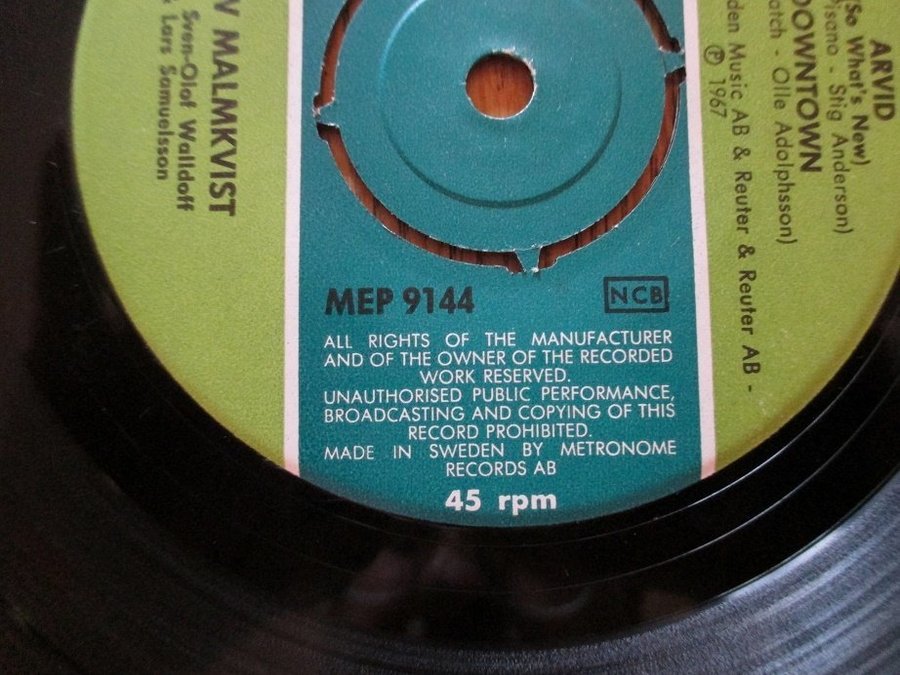 MALMKVIST
Sven-Olof Walldoff
Lars Samuelsson
MEP 9144
NCB
ALL RIGHTS OF THE MANUFACTURER
AND OF THE OWNER OF THE RECORDED
WORK RESERVED.
UNAUTHORISED PUBLIC PERFORMANCE,
BROADCASTING AND COPYING OF THIS
RECORD PROHIBITED.
MADE IN SWEDEN BY METRONOME
RECORDS AB
45 rpm
ARVID
(So What's New)
- Stig Anderson)
DOWNTOWN
- Olle Adolphsson)
Music AB & Reuter & Reuter AB -
℗ 1967